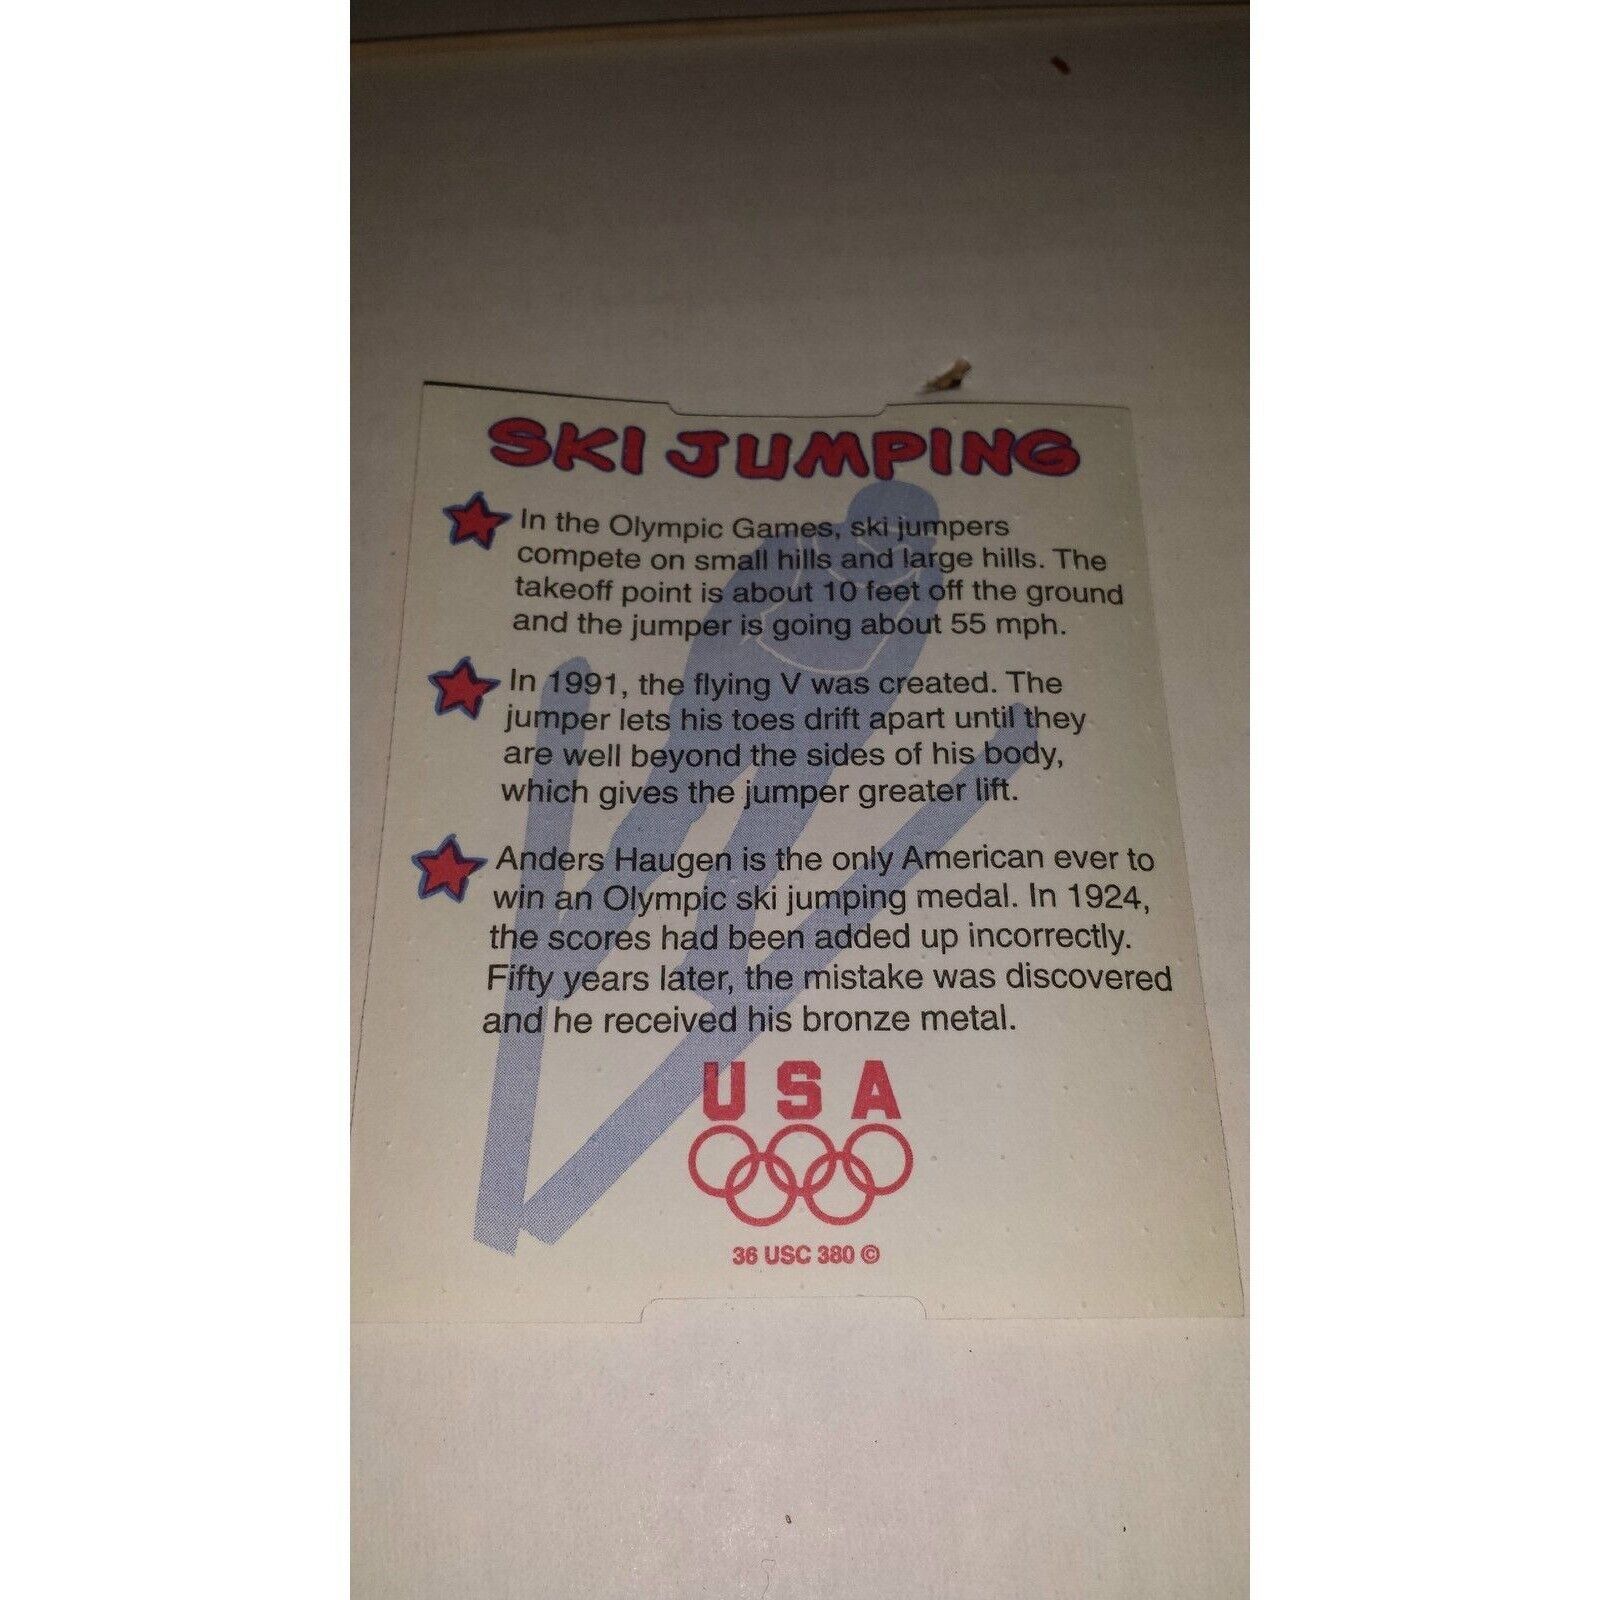 SKI JUMPING
In the Olympic Games, ski jumpers
compete on small hills and large hills. The
takeoff point is about 10 feet off the ground
and the jumper is going about 55 mph.
In 1991, the flying V was created. The
jumper lets his toes drift apart until they
are well beyond the sides of his body,
which gives the jumper greater lift.
Anders Haugen is the only American ever to
win an Olympic ski jumping medal. In 1924,
the scores had been added up incorrectly.
Fifty years later, the mistake was discovered
and he received his bronze metal.
USA
36 USC 380 ©